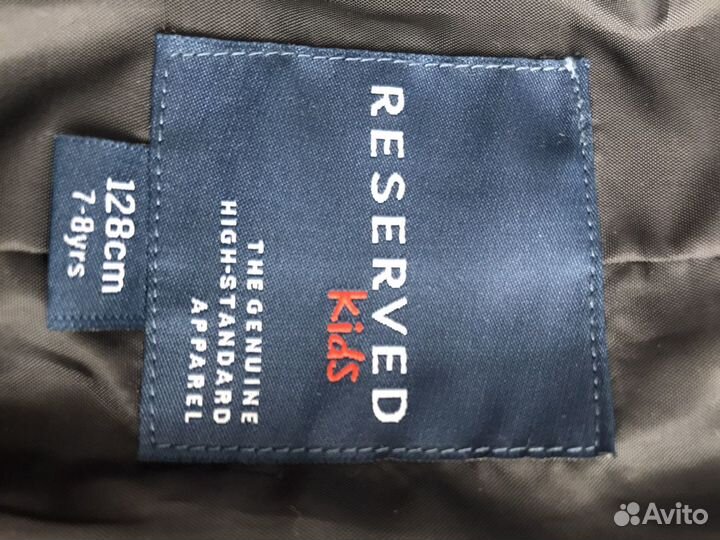 RESERVED
kids
THE GENUINE
HIGH-STANDARD
APPAREL
128cm
7-8yrs
Avito